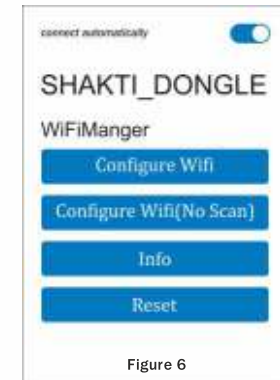 connect automatically
SHAKTI_DONGLE
WiFiManger
Configure Wifi
Configure Wifi(No Scan)
Info
Reset
Figure 6